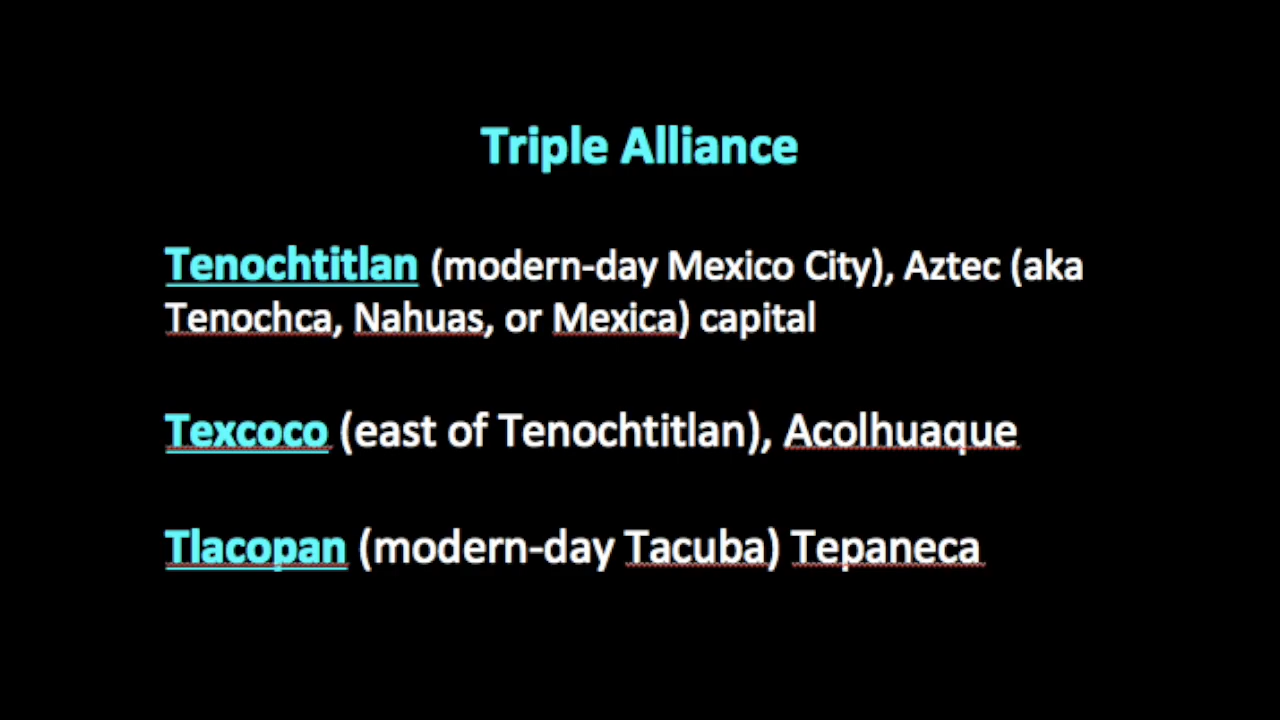 Triple Alliance
Tenochtitlan (modern-day Mexico City), Aztec (aka
Tenochca, Nahuas, or Mexica) capital
Texcoco (east of Tenochtitlan), Acolhuaque
Tlacopan (modern-day Tacuba) Tepaneca